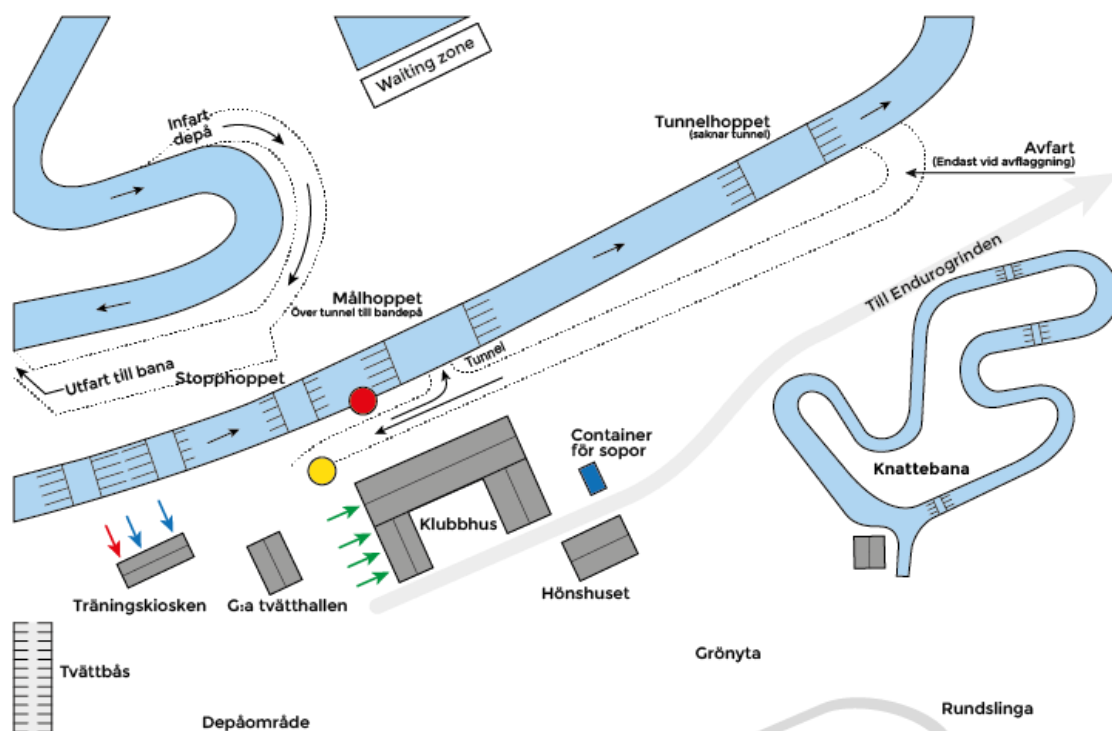 Waiting zone
Infart
depå
Tunnelhoppet
(saknar tunnel)
Avfart
(Endast vid avflaggning)
Till Endurogrinden
Målhoppet
Över tunnel till bandepå
Tunnel
Utfart till bana
Stopphoppet
Container
för sopor
Knattebana
Klubbhus
Träningskiosken
G:a tvätthallen
Hönshuset
Tvättbås
Grönyta
Depåområde
Rundslinga